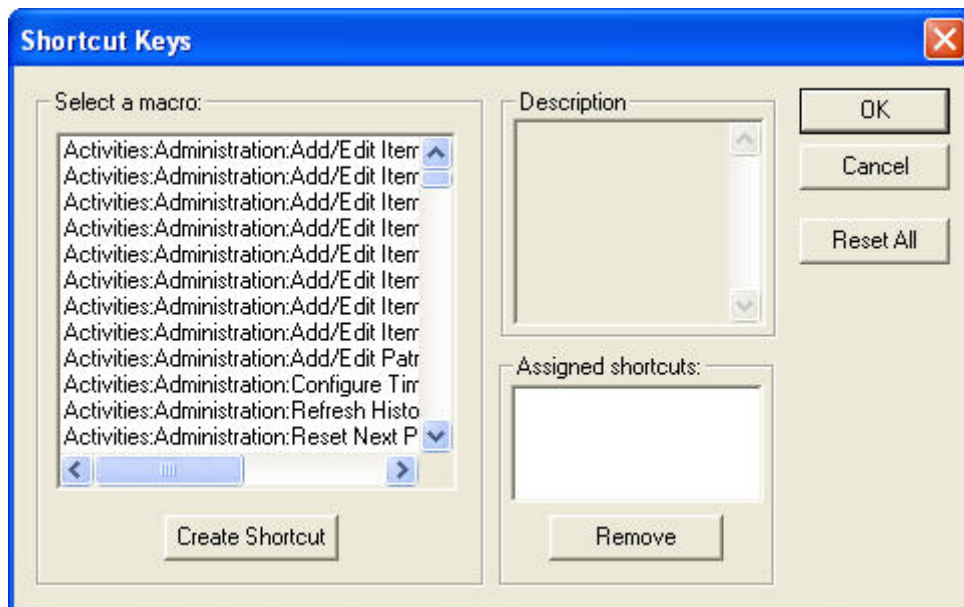 Shortcut Keys
Select a macro:
Activities:Administration:Add/Edit Item
Activities:Administration:Add/Edit Item
Activities:Administration:Add/Edit Item
Activities:Administration:Add/Edit Item
Activities:Administration:Add/Edit Item
Activities:Administration:Add/Edit Item
Activities:Administration:Add/Edit Item
Activities:Administration:Add/Edit Item
Activities:Administration:Add/Edit Patr
Activities:Administration:Configure Tim
Activities:Administration:Refresh Histo
Activities:Administration:Reset Next P
Create Shortcut
Description
Assigned shortcuts:
Remove
OK
Cancel
Reset All